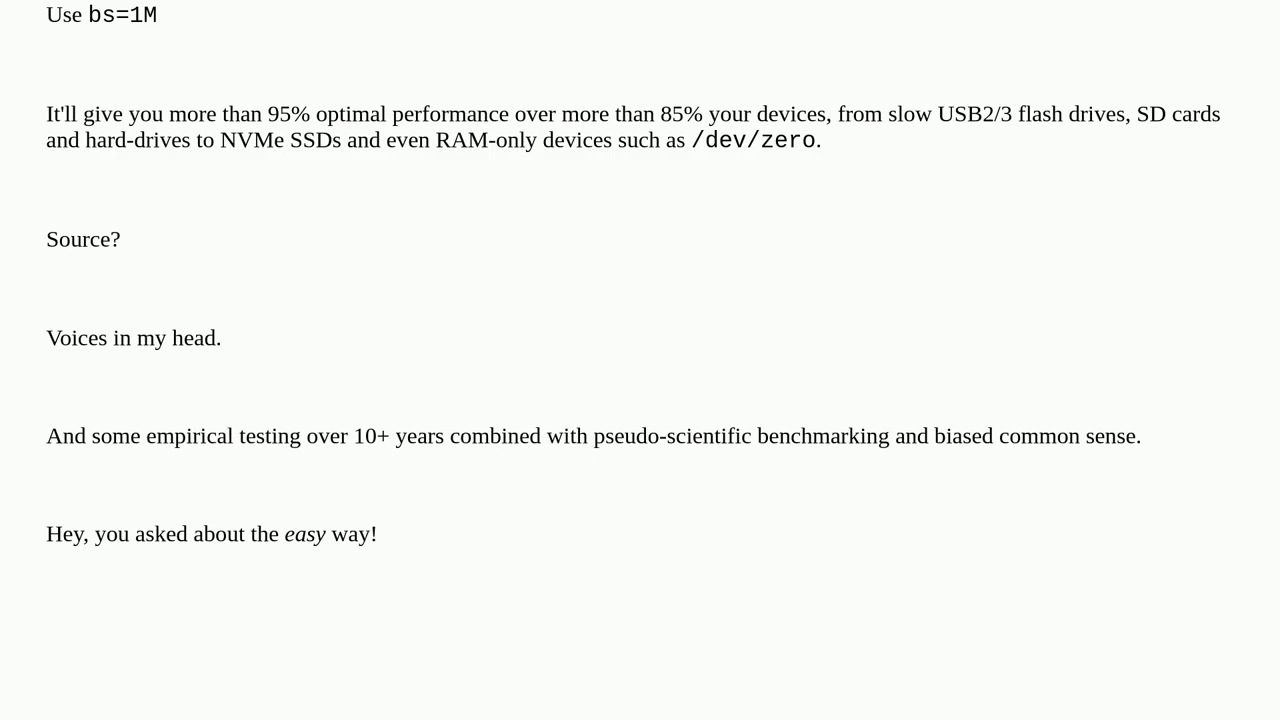 Use bs=1M
It'll give you more than 95% optimal performance over more than 85% your devices, from slow USB2/3 flash drives, SD cards
and hard-drives to NVMe SSDs and even RAM-only devices such as /dev/zero.
Source?
Voices in my head.
And some empirical testing over 10+ years combined with pseudo-scientific benchmarking and biased common sense.
Hey, you asked about the easy way!